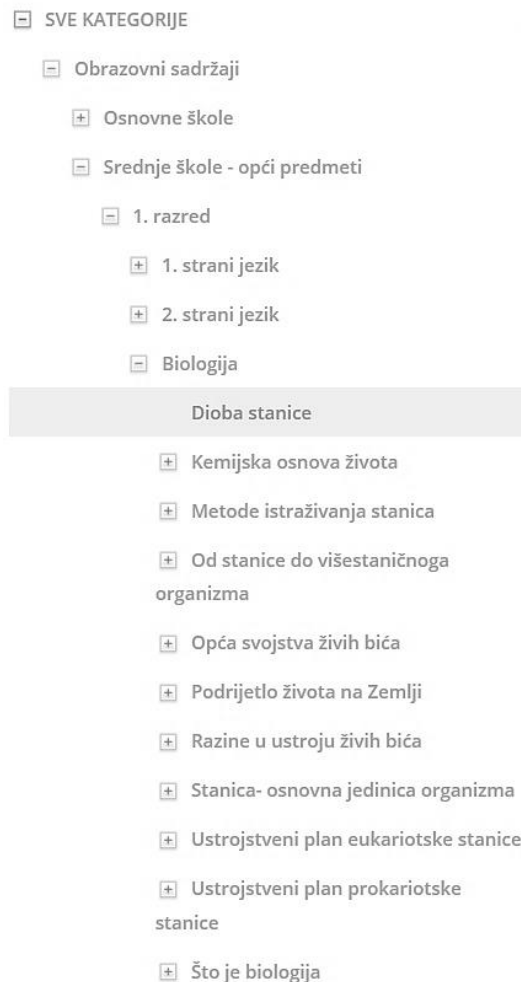 SVE KATEGORIJE
Obrazovni sadržaji
Osnovne škole
Srednje škole - opći predmeti
1. razred
1. strani jezik
2. strani jezik
Biologija
Dioba stanice
Kemijska osnova života
Metode istraživanja stanica
Od stanice do višestaničnoga
organizma
Opća svojstva živih bića
Podrijetlo života na Zemlji
Razine u ustroju živih bića
Stanica- osnovna jedinica organizma
Ustrojstveni plan eukariotske stanice
Ustrojstveni plan prokariotske
stanice
Što je biologija